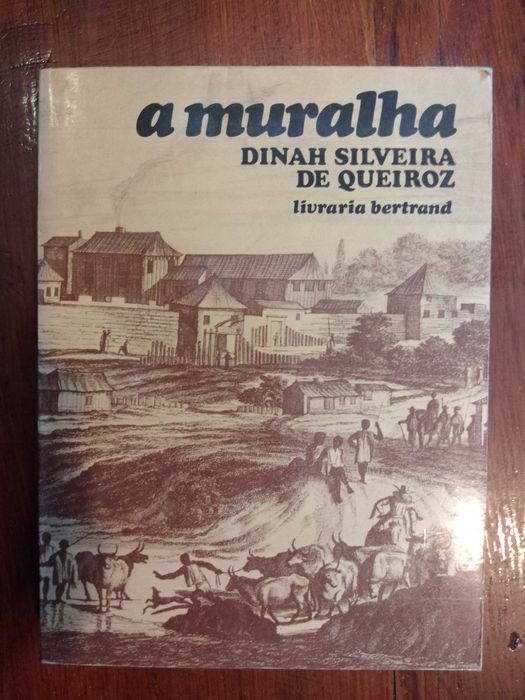 a muralha
DINAH SILVEIRA
DE QUEIROZ
livraria bertrand